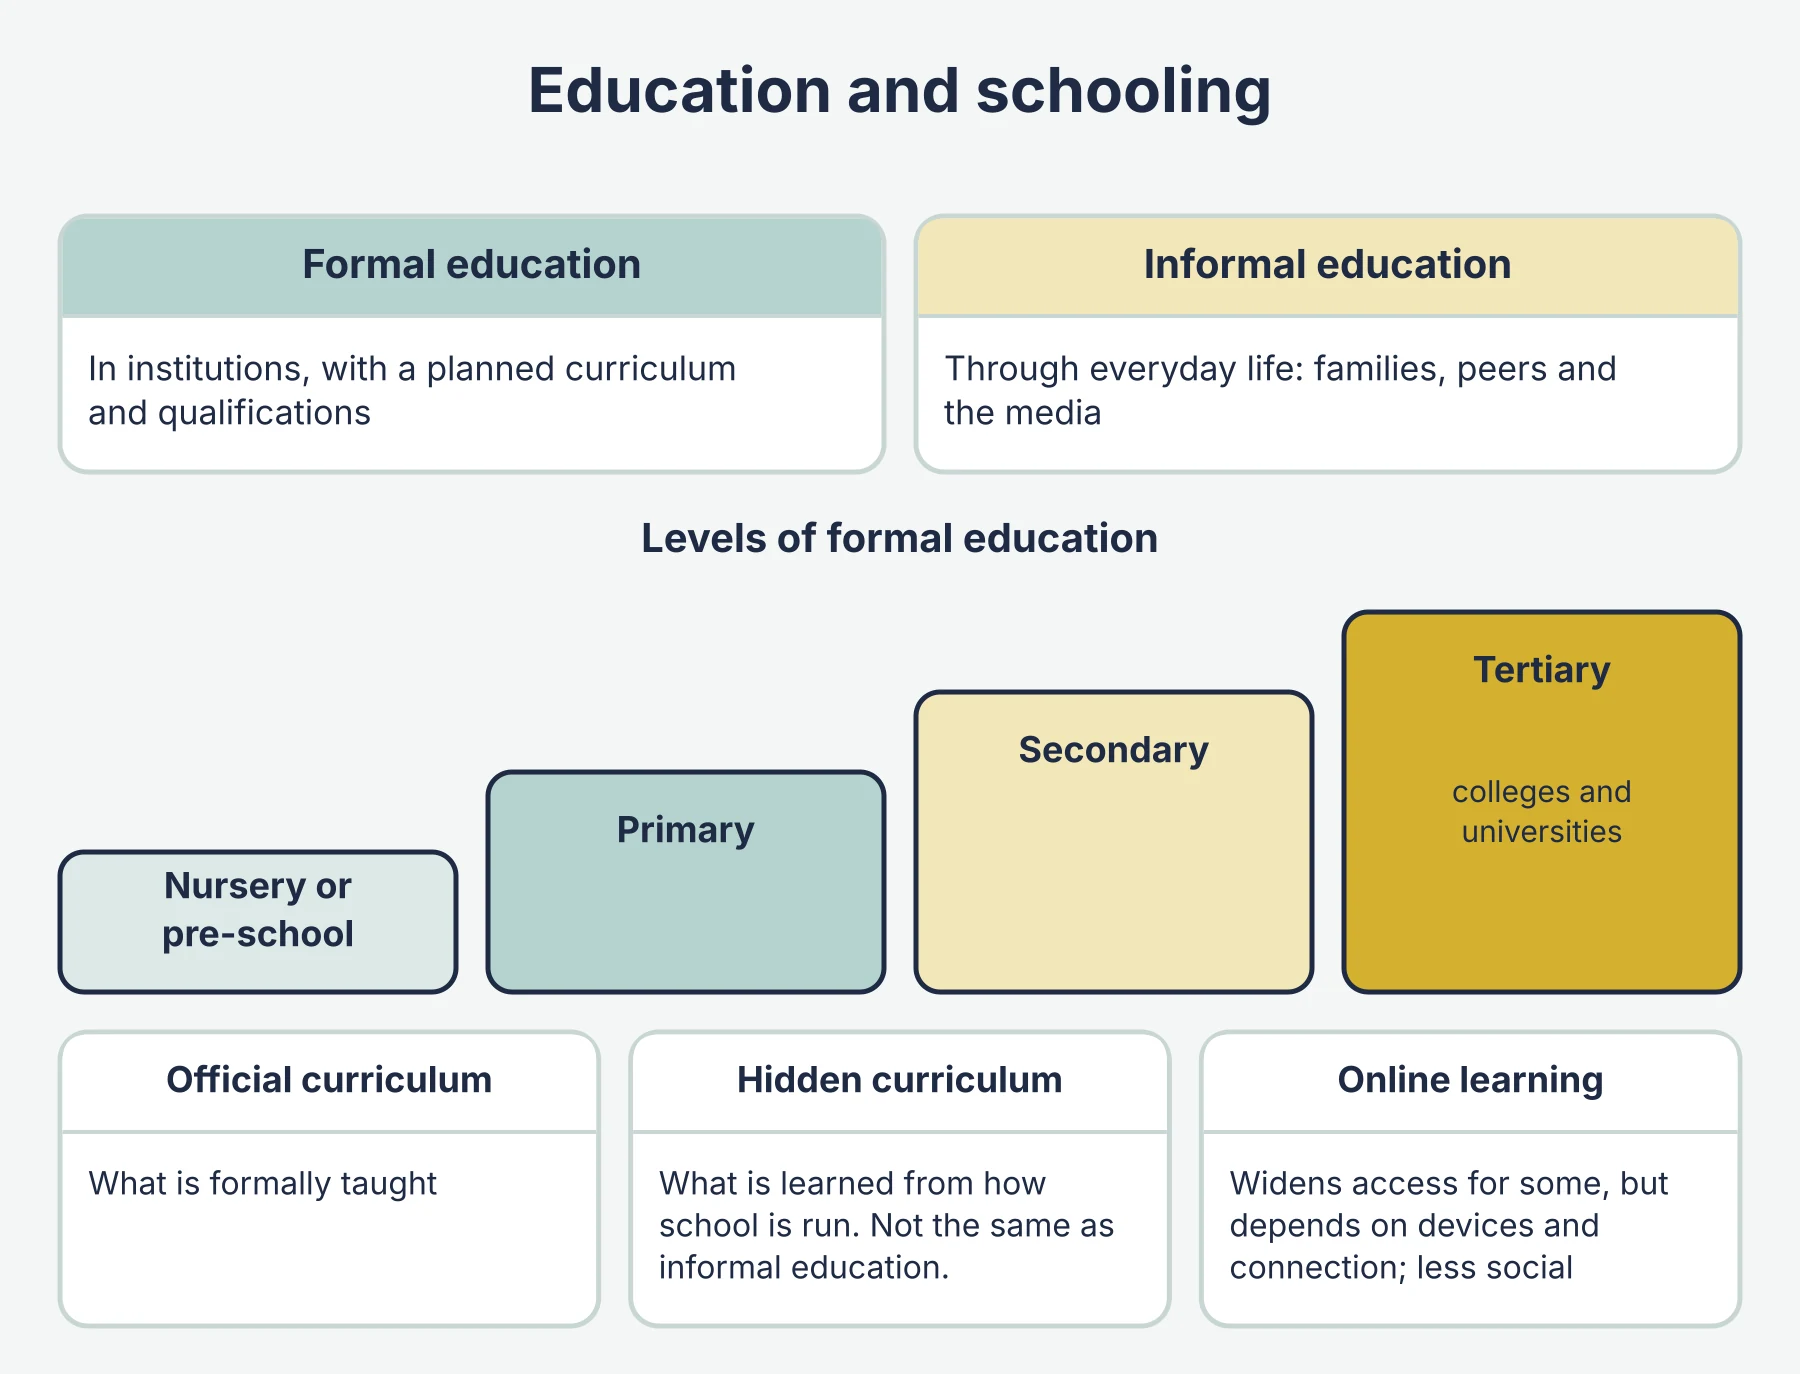 Education and schooling
Formal education
In institutions, with a planned curriculum
and qualifications
Informal education
Through everyday life: families, peers and
the media
Levels of formal education
Nursery or
pre-school
Primary
Secondary
Tertiary
colleges and
universities
Official curriculum
What is formally taught
Hidden curriculum
What is learned from how
school is run. Not the same as
informal education.
Online learning
Widens access for some, but
depends on devices and
connection; less social